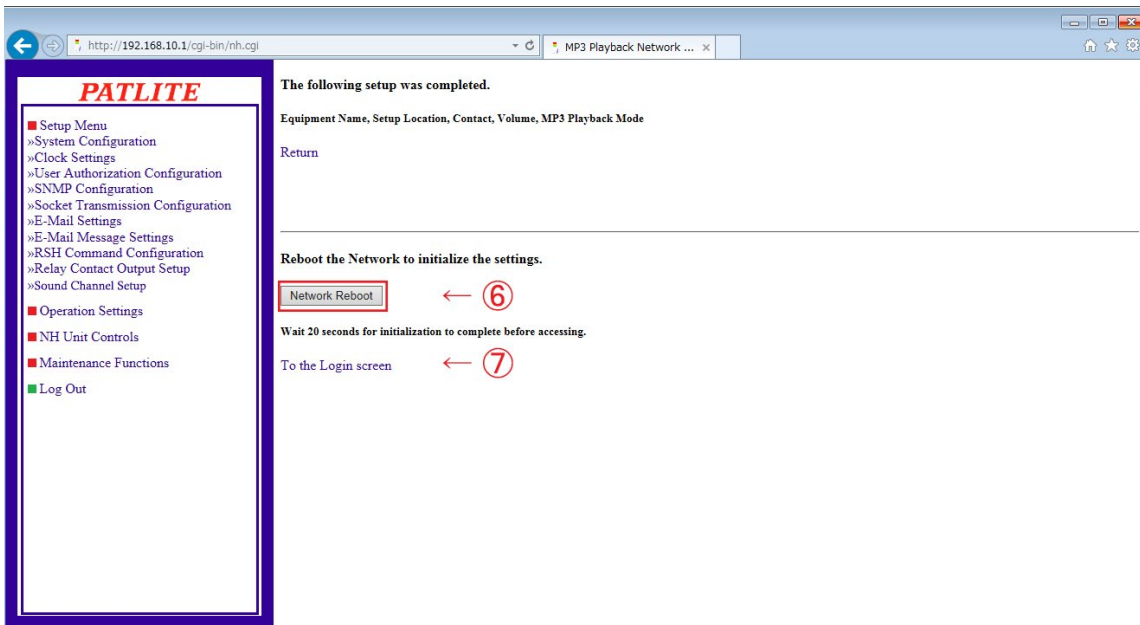 http://192.168.10.1/cgi-bin/nh.cgi
MP3 Playback Network ...
PATLITE
Setup Menu
»System Configuration
»Clock Settings
»User Authorization Configuration
»SNMP Configuration
»Socket Transmission Configuration
»E-Mail Settings
»E-Mail Message Settings
»RSH Command Configuration
»Relay Contact Output Setup
»Sound Channel Setup
Operation Settings
NH Unit Controls
Maintenance Functions
Log Out
The following setup was completed.
Equipment Name, Setup Location, Contact, Volume, MP3 Playback Mode
Return
Reboot the Network to initialize the settings.
Network Reboot ← ⑥
Wait 20 seconds for initialization to complete before accessing.
To the Login screen ← ⑦